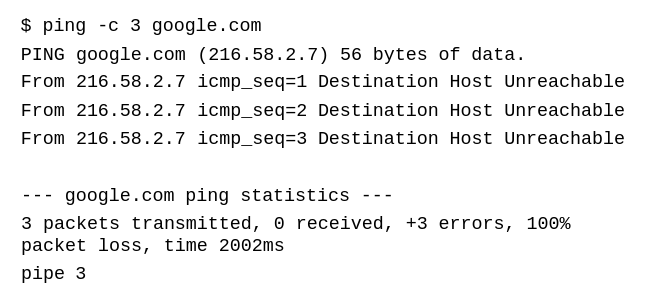 $ ping -c 3 google.com
PING google.com (216.58.2.7) 56 bytes of data.
From 216.58.2.7 icmp_seq=1 Destination Host Unreachable
From 216.58.2.7 icmp_seq=2 Destination Host Unreachable
From 216.58.2.7 icmp_seq=3 Destination Host Unreachable
--- google.com ping statistics ---
3 packets transmitted, 0 received, +3 errors, 100%
packet loss, time 2002ms
pipe 3